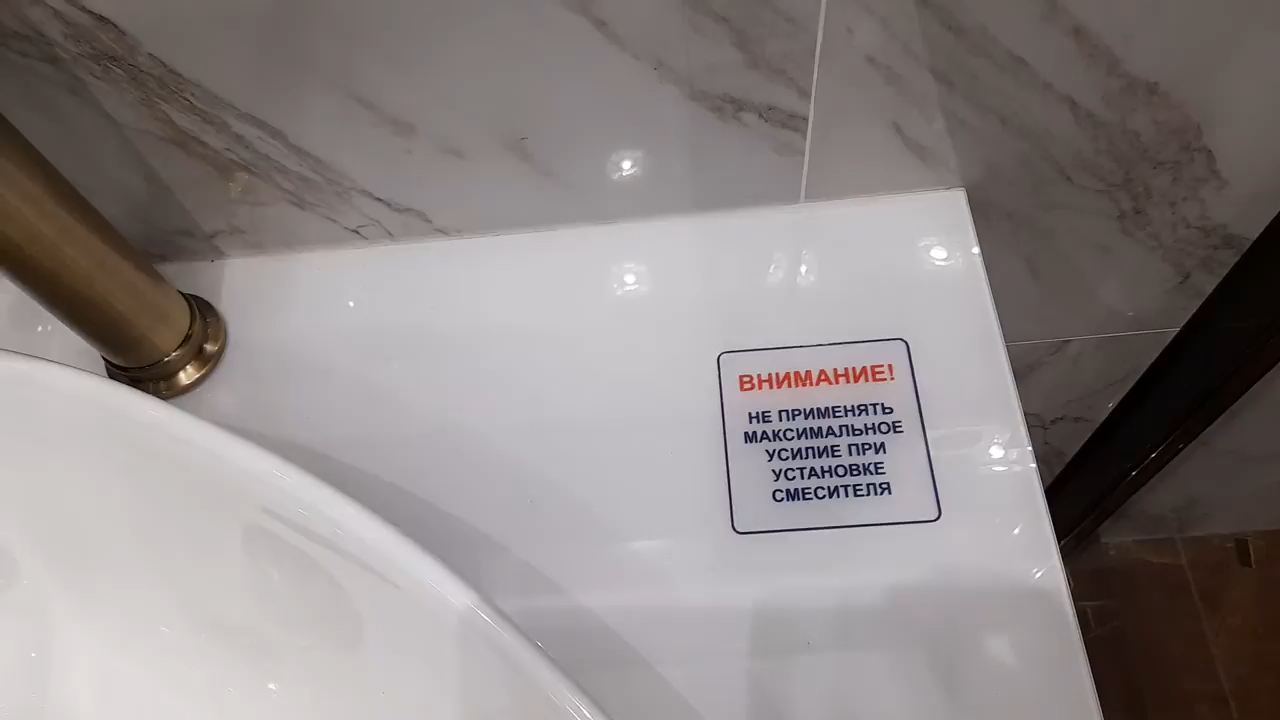 ВНИМАНИЕ!
НЕ ПРИМЕНЯТЬ
МАКСИМАЛЬНОЕ
УСИЛИЕ ПРИ
УСТАНОВКЕ
СМЕСИТЕЛЯ